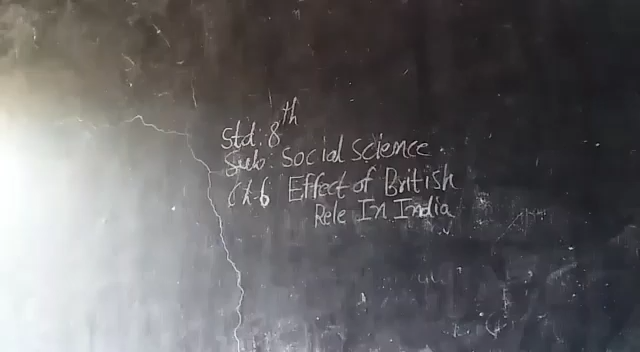 Std: 8th
Sub: Social science.
Ch-6 Effect of British
Rele In India